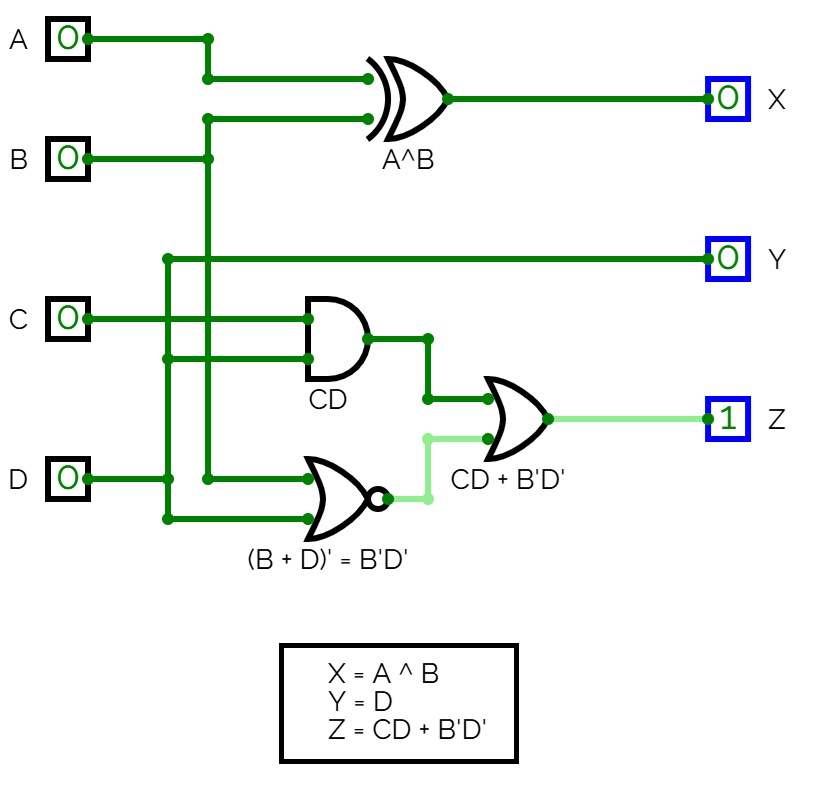 A 0
0 X
A^B
B 0
0 Y
C 0
CD
1 Z
D 0
CD + B'D'
(B + D)' = B'D'
X = A ^ B
Y = D
Z = CD + B'D'